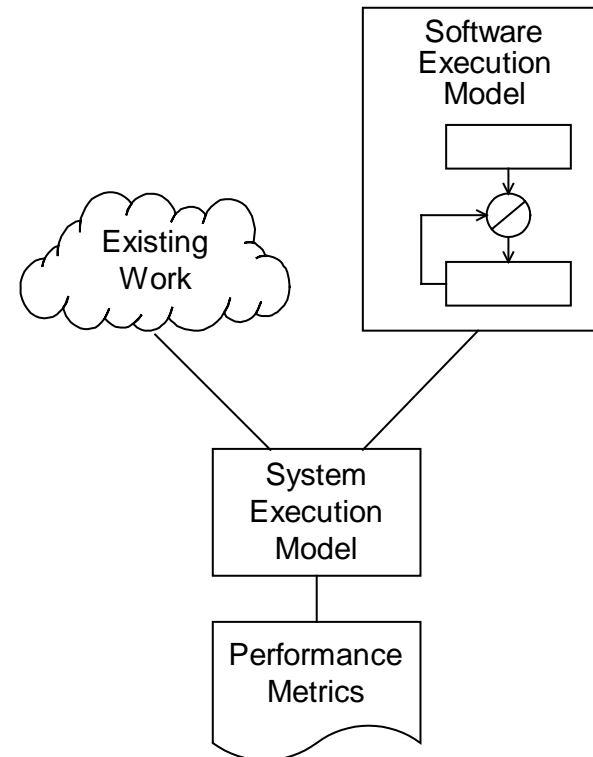 Software
Execution
Model
Existing
Work
System
Execution
Model
Performance
Metrics